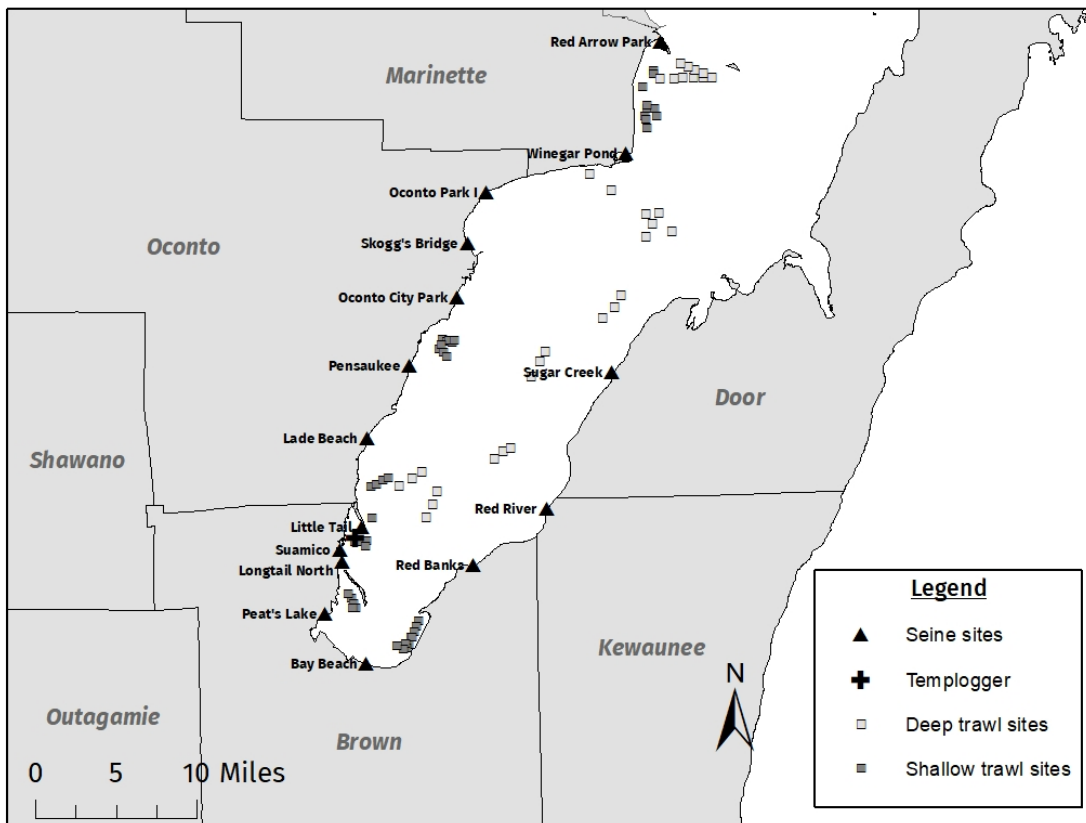 Red Arrow Park
Marinette
Winegar Pond
Oconto Park I
Oconto
Skogg's Bridge
Oconto City Park
Pensaukee
Sugar Creek
Door
Lade Beach
Shawano
Red River
Little Tail
Suamico
Longtail North
Red Banks
Peat's Lake
Bay Beach
Kewaunee
Outagamie
Brown
N
0 5 10 Miles
Legend
Seine sites
Templogger
Deep trawl sites
Shallow trawl sites